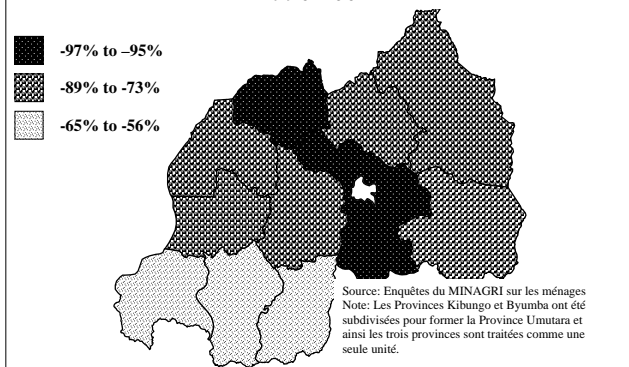 -97% to –95%
-89% to -73%
-65% to -56%
Source: Enquêtes du MINAGRI sur les ménages
Note: Les Provinces Kibungo et Byumba ont été
subdivisées pour former la Province Umutara et
ainsi les trois provinces sont traitées comme une
seule unité.